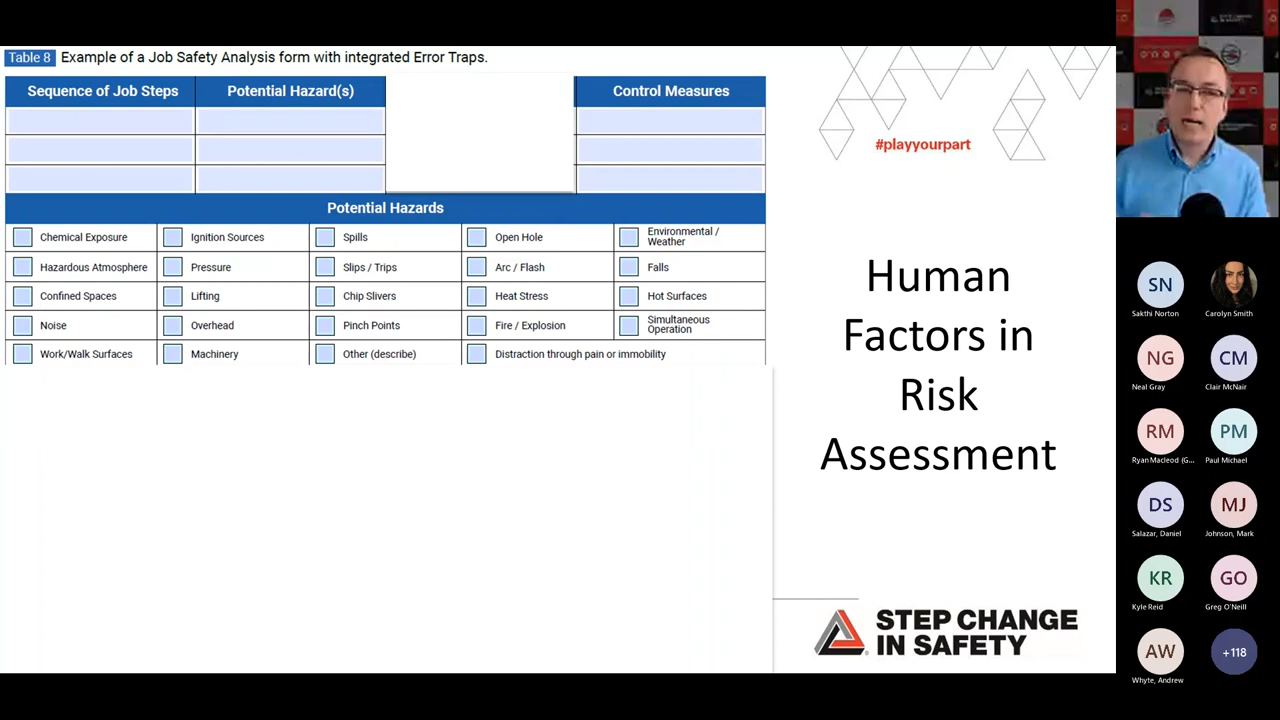 Table 8 Example of a Job Safety Analysis form with integrated Error Traps.
Sequence of Job Steps Potential Hazard(s) Control Measures
Potential Hazards
Chemical Exposure Ignition Sources Spills Open Hole Environmental / Weather
Hazardous Atmosphere Pressure Slips / Trips Arc / Flash Falls
Confined Spaces Lifting Chip Slivers Heat Stress Hot Surfaces
Noise Overhead Pinch Points Fire / Explosion Simultaneous Operation
Work/Walk Surfaces Machinery Other (describe) Distraction through pain or immobility
#playyourpart
Human
Factors in
Risk
Assessment
STEP CHANGE
IN SAFETY
SN
Sakthi Norton Carolyn Smith
NG CM
Neal Gray Clair McNair
RM PM
Ryan Macleod (G... Paul Michael
DS MJ
Salazar, Daniel Johnson, Mark
KR GO
Kyle Reid Greg O'Neill
AW +118
Whyte, Andrew